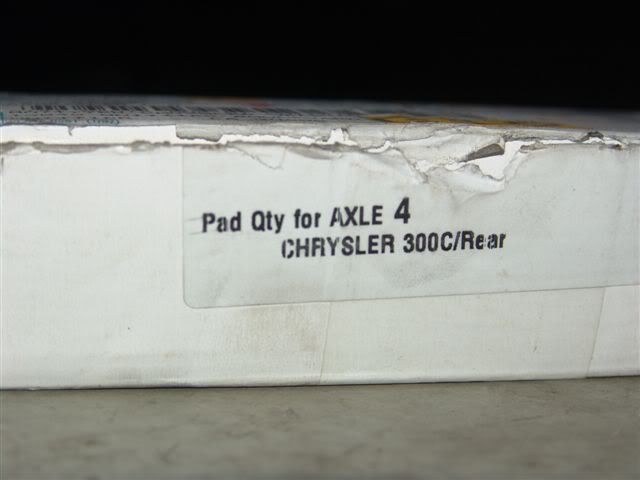 Pad Qty for AXLE 4
CHRYSLER 300C/Rear